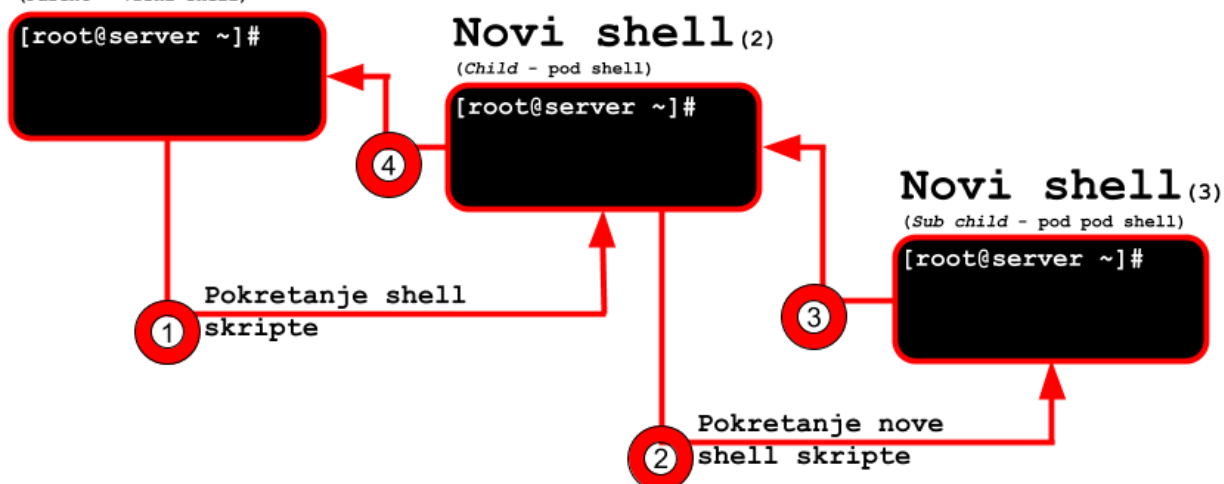 [root@server ~]#
Novi shell(2)
(Child - pod shell)
[root@server ~]#
4
Novi shell(3)
(Sub child - pod pod shell)
[root@server ~]#
Pokretanje shell
1
skripte
3
Pokretanje nove
2
shell skripte